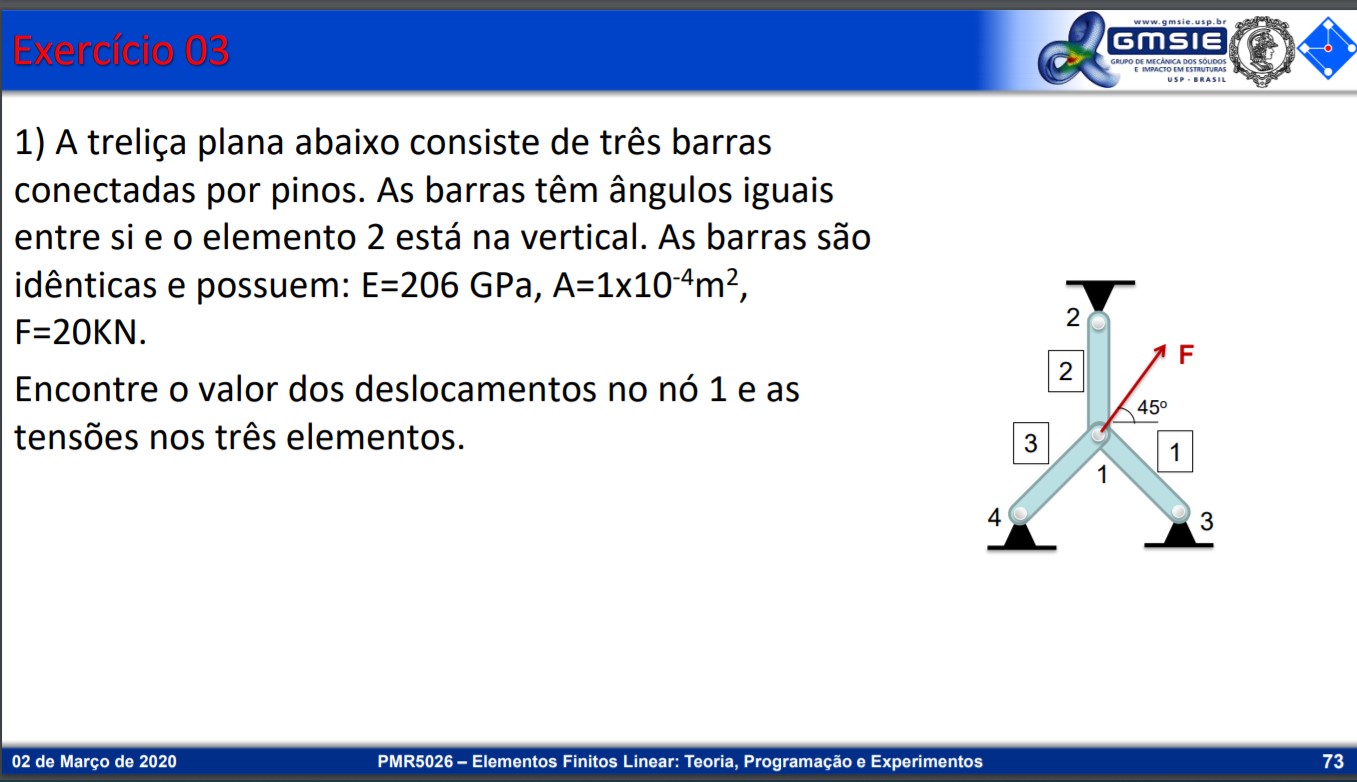 Exercício 03
www.gmsie.usp.br
GMSIE
GRUPO DE MECÂNICA DOS SÓLIDOS
E IMPACTO EM ESTRUTURAS
USP - BRASIL
1) A treliça plana abaixo consiste de três barras
conectadas por pinos. As barras têm ângulos iguais
entre si e o elemento 2 está na vertical. As barras são
idênticas e possuem: E=206 GPa, A=1x10⁻⁴m²,
F=20KN.
Encontre o valor dos deslocamentos no nó 1 e as
tensões nos três elementos.
2
F
2
45º
3
1
1
4
3
02 de Março de 2020
PMR5026 – Elementos Finitos Linear: Teoria, Programação e Experimentos
73